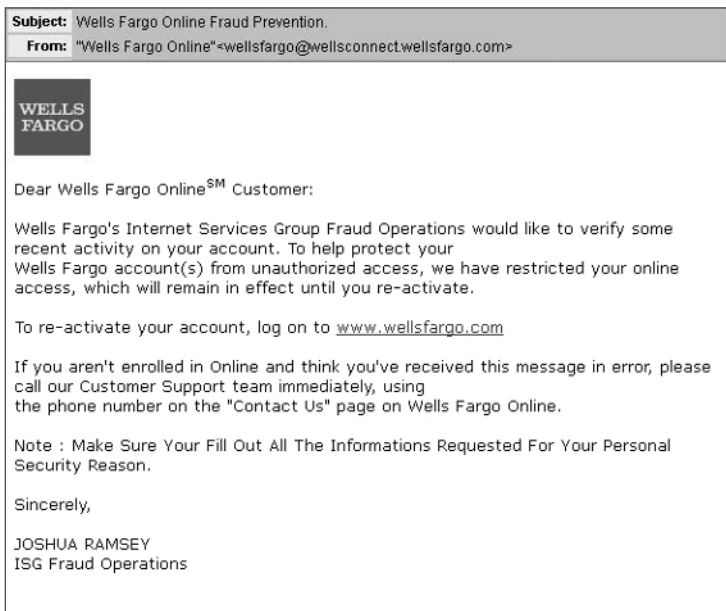 Subject: Wells Fargo Online Fraud Prevention.
From: "Wells Fargo Online"<wellsfargo@wellsconnect.wellsfargo.com>
WELLS
FARGO
Dear Wells Fargo Online℠ Customer:
Wells Fargo's Internet Services Group Fraud Operations would like to verify some
recent activity on your account. To help protect your
Wells Fargo account(s) from unauthorized access, we have restricted your online
access, which will remain in effect until you re-activate.
To re-activate your account, log on to www.wellsfargo.com
If you aren't enrolled in Online and think you've received this message in error, please
call our Customer Support team immediately, using
the phone number on the "Contact Us" page on Wells Fargo Online.
Note : Make Sure Your Fill Out All The Informations Requested For Your Personal
Security Reason.
Sincerely,
JOSHUA RAMSEY
ISG Fraud Operations